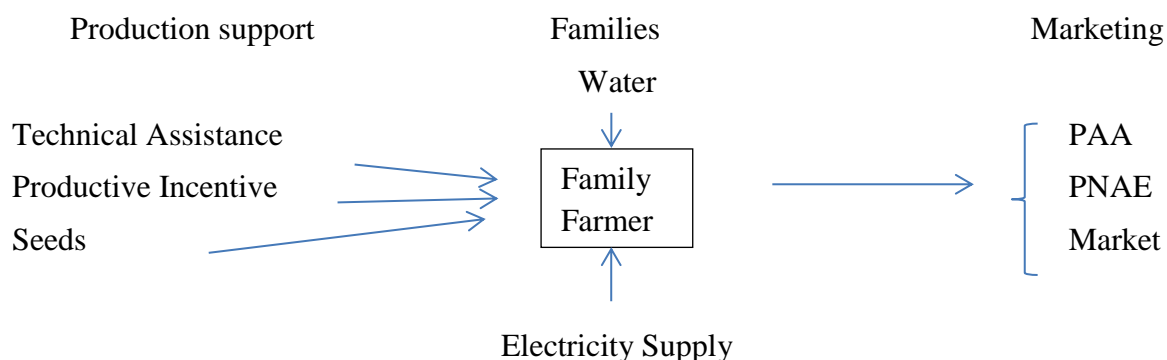 Production support Families Marketing
Water
Technical Assistance PAA
Productive Incentive Family PNAE
Seeds Farmer Market
Electricity Supply